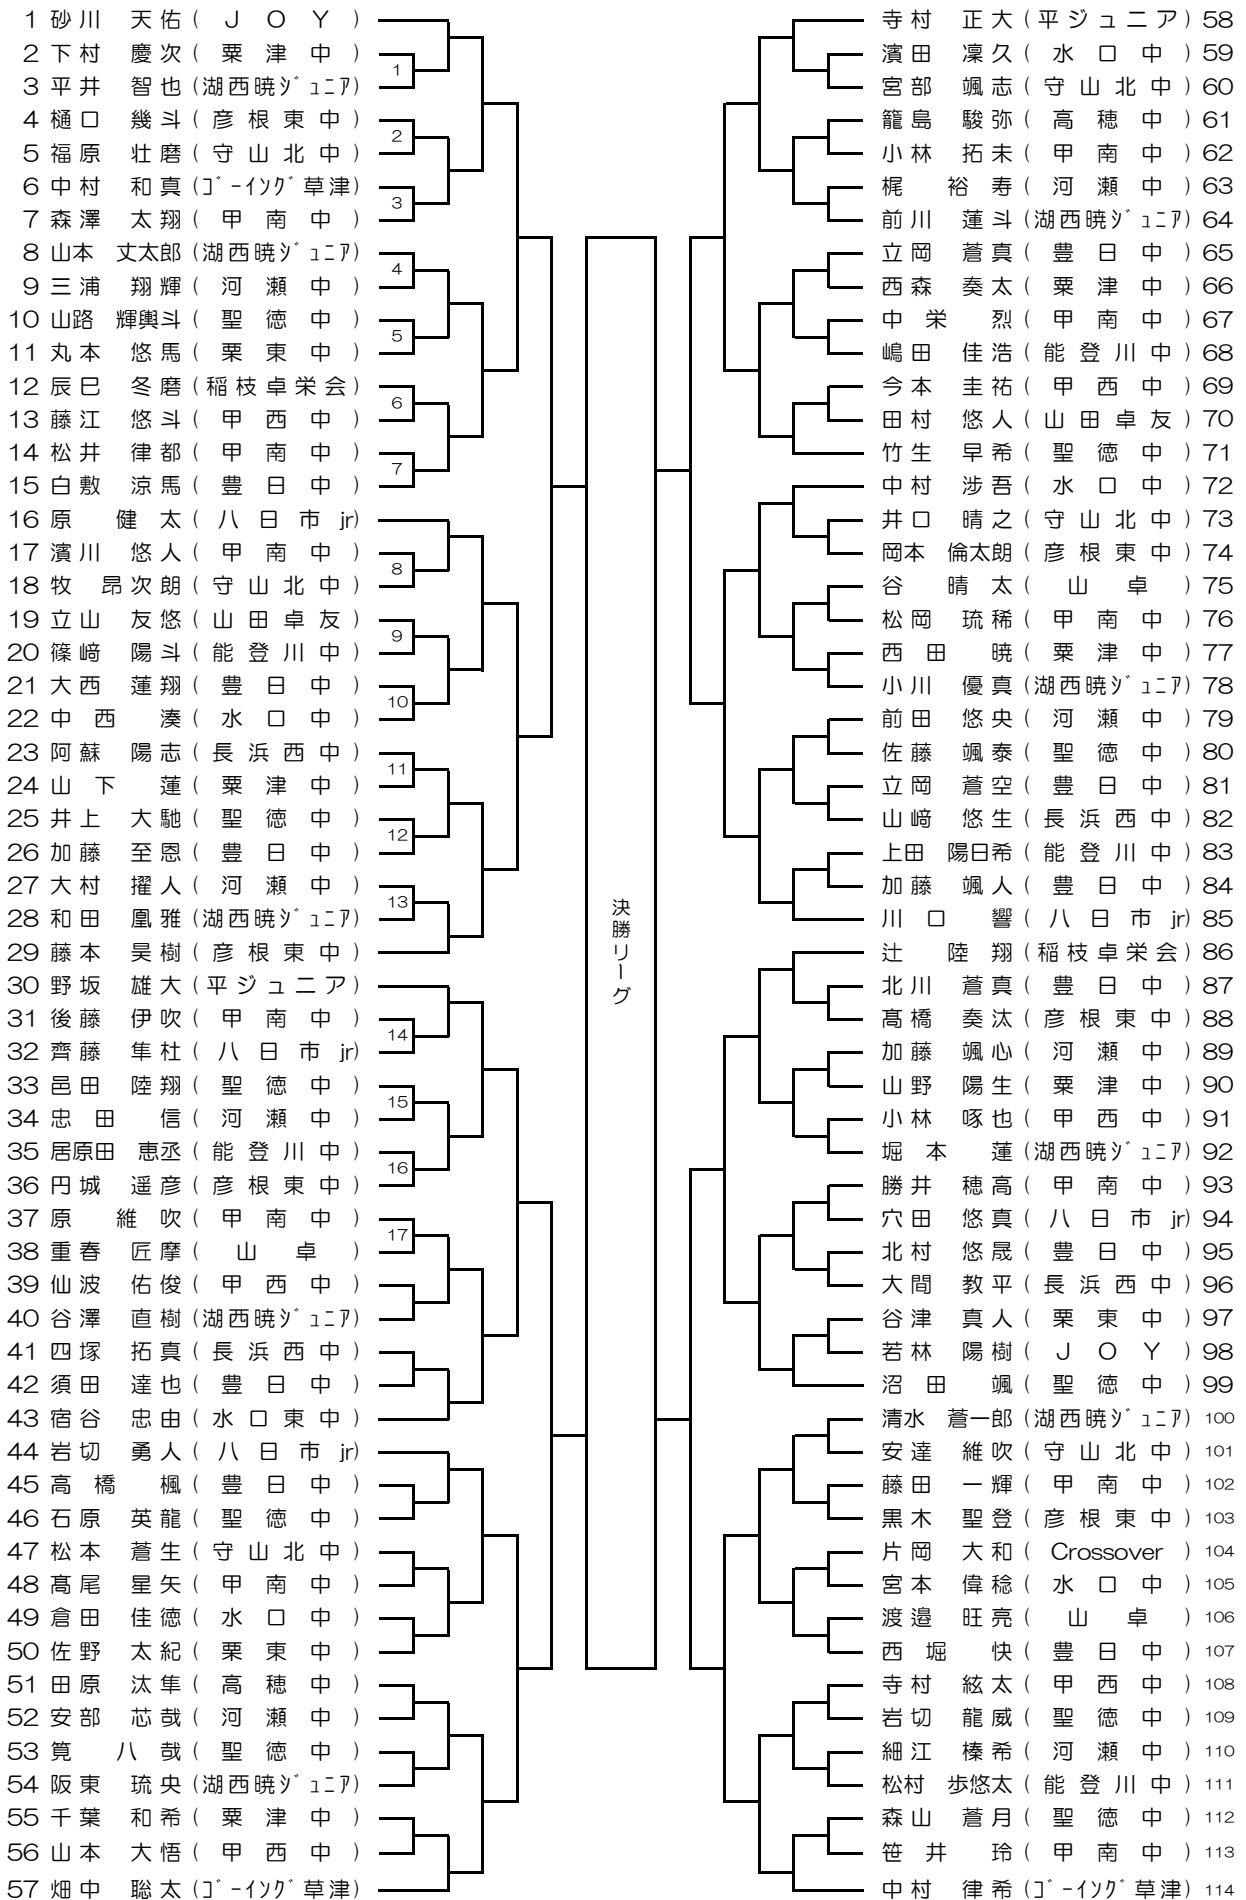 1 砂川 天佑 ( J O Y )
2 下村 慶次 ( 粟津中 )
3 平井 智也 (湖西暁ジュニア)
4 樋口 幾斗 ( 彦根東中 )
5 福原 壮磨 ( 守山北中 )
6 中村 和真 (ゴーイング草津)
7 森澤 太翔 ( 甲南中 )
8 山本 丈太郎 (湖西暁ジュニア)
9 三浦 翔輝 ( 河瀬中 )
10 山路 輝輿斗 ( 聖徳中 )
11 丸本 悠馬 ( 栗東中 )
12 辰巳 冬磨 (稲枝卓栄会)
13 藤江 悠斗 ( 甲西中 )
14 松井 律都 ( 甲南中 )
15 白敷 涼馬 ( 豊日中 )
16 原 健太 ( 八日市jr)
17 濱川 悠人 ( 甲南中 )
18 牧 昂次朗 ( 守山北中 )
19 立山 友悠 ( 山田卓友 )
20 篠﨑 陽斗 ( 能登川中 )
21 大西 蓮翔 ( 豊日中 )
22 中西 湊 ( 水口中 )
23 阿蘇 陽志 ( 長浜西中 )
24 山下 蓮 ( 粟津中 )
25 井上 大馳 ( 聖徳中 )
26 加藤 至恩 ( 豊日中 )
27 大村 擢人 ( 河瀬中 )
28 和田 凰雅 (湖西暁ジュニア)
29 藤本 昊樹 ( 彦根東中 )
30 野坂 雄大 (平ジュニア)
31 後藤 伊吹 ( 甲南中 )
32 齊藤 隼杜 ( 八日市jr)
33 邑田 陸翔 ( 聖徳中 )
34 忠田 信 ( 河瀬中 )
35 居原田 恵丞 ( 能登川中 )
36 円城 遥彦 ( 彦根東中 )
37 原 維吹 ( 甲南中 )
38 重春 匠摩 ( 山卓 )
39 仙波 佑俊 ( 甲西中 )
40 谷澤 直樹 (湖西暁ジュニア)
41 四塚 拓真 ( 長浜西中 )
42 須田 達也 ( 豊日中 )
43 宿谷 忠由 ( 水口東中 )
44 岩切 勇人 ( 八日市jr)
45 高橋 楓 ( 豊日中 )
46 石原 英龍 ( 聖徳中 )
47 松本 蒼生 ( 守山北中 )
48 髙尾 星矢 ( 甲南中 )
49 倉田 佳徳 ( 水口中 )
50 佐野 太紀 ( 栗東中 )
51 田原 汰隼 ( 高穂中 )
52 安部 芯哉 ( 河瀬中 )
53 筧 八哉 ( 聖徳中 )
54 阪東 琉央 (湖西暁ジュニア)
55 千葉 和希 ( 粟津中 )
56 山本 大悟 ( 甲西中 )
57 畑中 聡太 (ゴーイング草津)
1
2
3
4
5
6
7
8
9
10
11
12
13
14
15
16
17
決勝リーグ
寺村 正大 (平ジュニア) 58
濱田 凜久 ( 水口中 ) 59
宮部 颯志 ( 守山北中 ) 60
籠島 駿弥 ( 高穂中 ) 61
小林 拓未 ( 甲南中 ) 62
梶 裕寿 ( 河瀬中 ) 63
前川 蓮斗 (湖西暁ジュニア) 64
立岡 蒼真 ( 豊日中 ) 65
西森 奏太 ( 粟津中 ) 66
中栄 烈 ( 甲南中 ) 67
嶋田 佳浩 ( 能登川中 ) 68
今本 圭祐 ( 甲西中 ) 69
田村 悠人 ( 山田卓友 ) 70
竹生 早希 ( 聖徳中 ) 71
中村 渉吾 ( 水口中 ) 72
井口 晴之 ( 守山北中 ) 73
岡本 倫太朗 ( 彦根東中 ) 74
谷 晴太 ( 山卓 ) 75
松岡 琉稀 ( 甲南中 ) 76
西田 暁 ( 粟津中 ) 77
小川 優真 (湖西暁ジュニア) 78
前田 悠央 ( 河瀬中 ) 79
佐藤 颯泰 ( 聖徳中 ) 80
立岡 蒼空 ( 豊日中 ) 81
山﨑 悠生 ( 長浜西中 ) 82
上田 陽日希 ( 能登川中 ) 83
加藤 颯人 ( 豊日中 ) 84
川口 響 ( 八日市jr) 85
辻 陸翔 (稲枝卓栄会) 86
北川 蒼真 ( 豊日中 ) 87
髙橋 奏汰 ( 彦根東中 ) 88
加藤 颯心 ( 河瀬中 ) 89
山野 陽生 ( 粟津中 ) 90
小林 啄也 ( 甲西中 ) 91
堀本 蓮 (湖西暁ジュニア) 92
勝井 穂高 ( 甲南中 ) 93
穴田 悠真 ( 八日市jr) 94
北村 悠晟 ( 豊日中 ) 95
大間 教平 ( 長浜西中 ) 96
谷津 真人 ( 栗東中 ) 97
若林 陽樹 ( J O Y ) 98
沼田 颯 ( 聖徳中 ) 99
清水 蒼一郎 (湖西暁ジュニア) 100
安達 維吹 ( 守山北中 ) 101
藤田 一輝 ( 甲南中 ) 102
黒木 聖登 ( 彦根東中 ) 103
片岡 大和 ( Crossover ) 104
宮本 偉稔 ( 水口中 ) 105
渡邉 旺亮 ( 山卓 ) 106
西堀 快 ( 豊日中 ) 107
寺村 絃太 ( 甲西中 ) 108
岩切 龍威 ( 聖徳中 ) 109
細江 榛希 ( 河瀬中 ) 110
松村 歩悠太 ( 能登川中 ) 111
森山 蒼月 ( 聖徳中 ) 112
笹井 玲 ( 甲南中 ) 113
中村 律希 (ゴーイング草津) 114